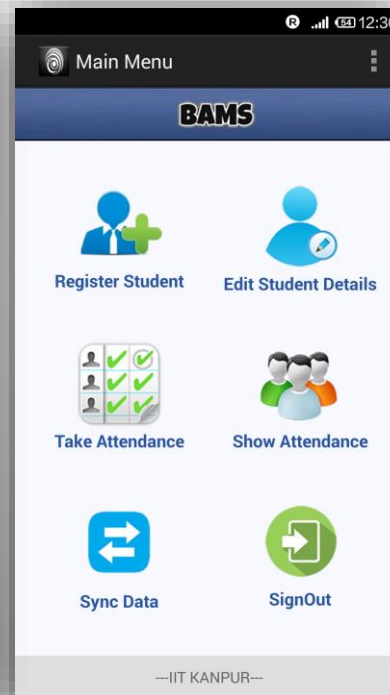 R 54 12:30
Main Menu
BAMS
Register Student
Edit Student Details
Take Attendance
Show Attendance
Sync Data
SignOut
---IIT KANPUR---